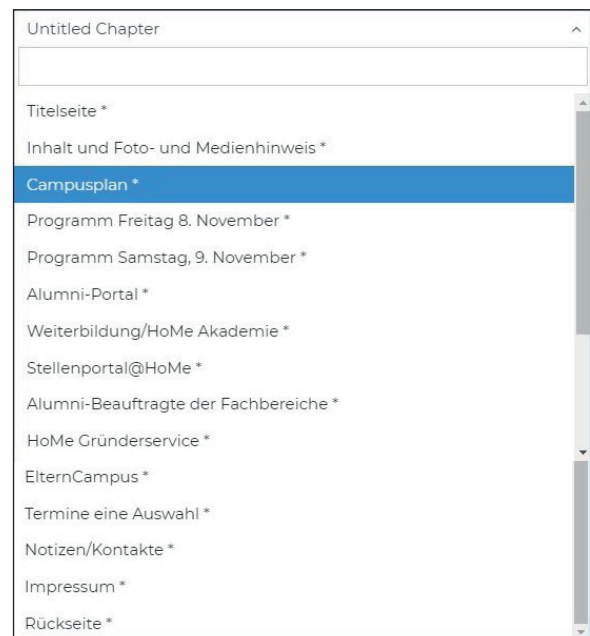 Untitled Chapter
Titelseite *
Inhalt und Foto- und Medienhinweis *
Campusplan *
Programm Freitag 8. November *
Programm Samstag, 9. November *
Alumni-Portal *
Weiterbildung/HoMe Akademie *
Stellenportal@HoMe *
Alumni-Beauftragte der Fachbereiche *
HoMe Gründerservice *
ElternCampus *
Termine eine Auswahl *
Notizen/Kontakte *
Impressum *
Rückseite *